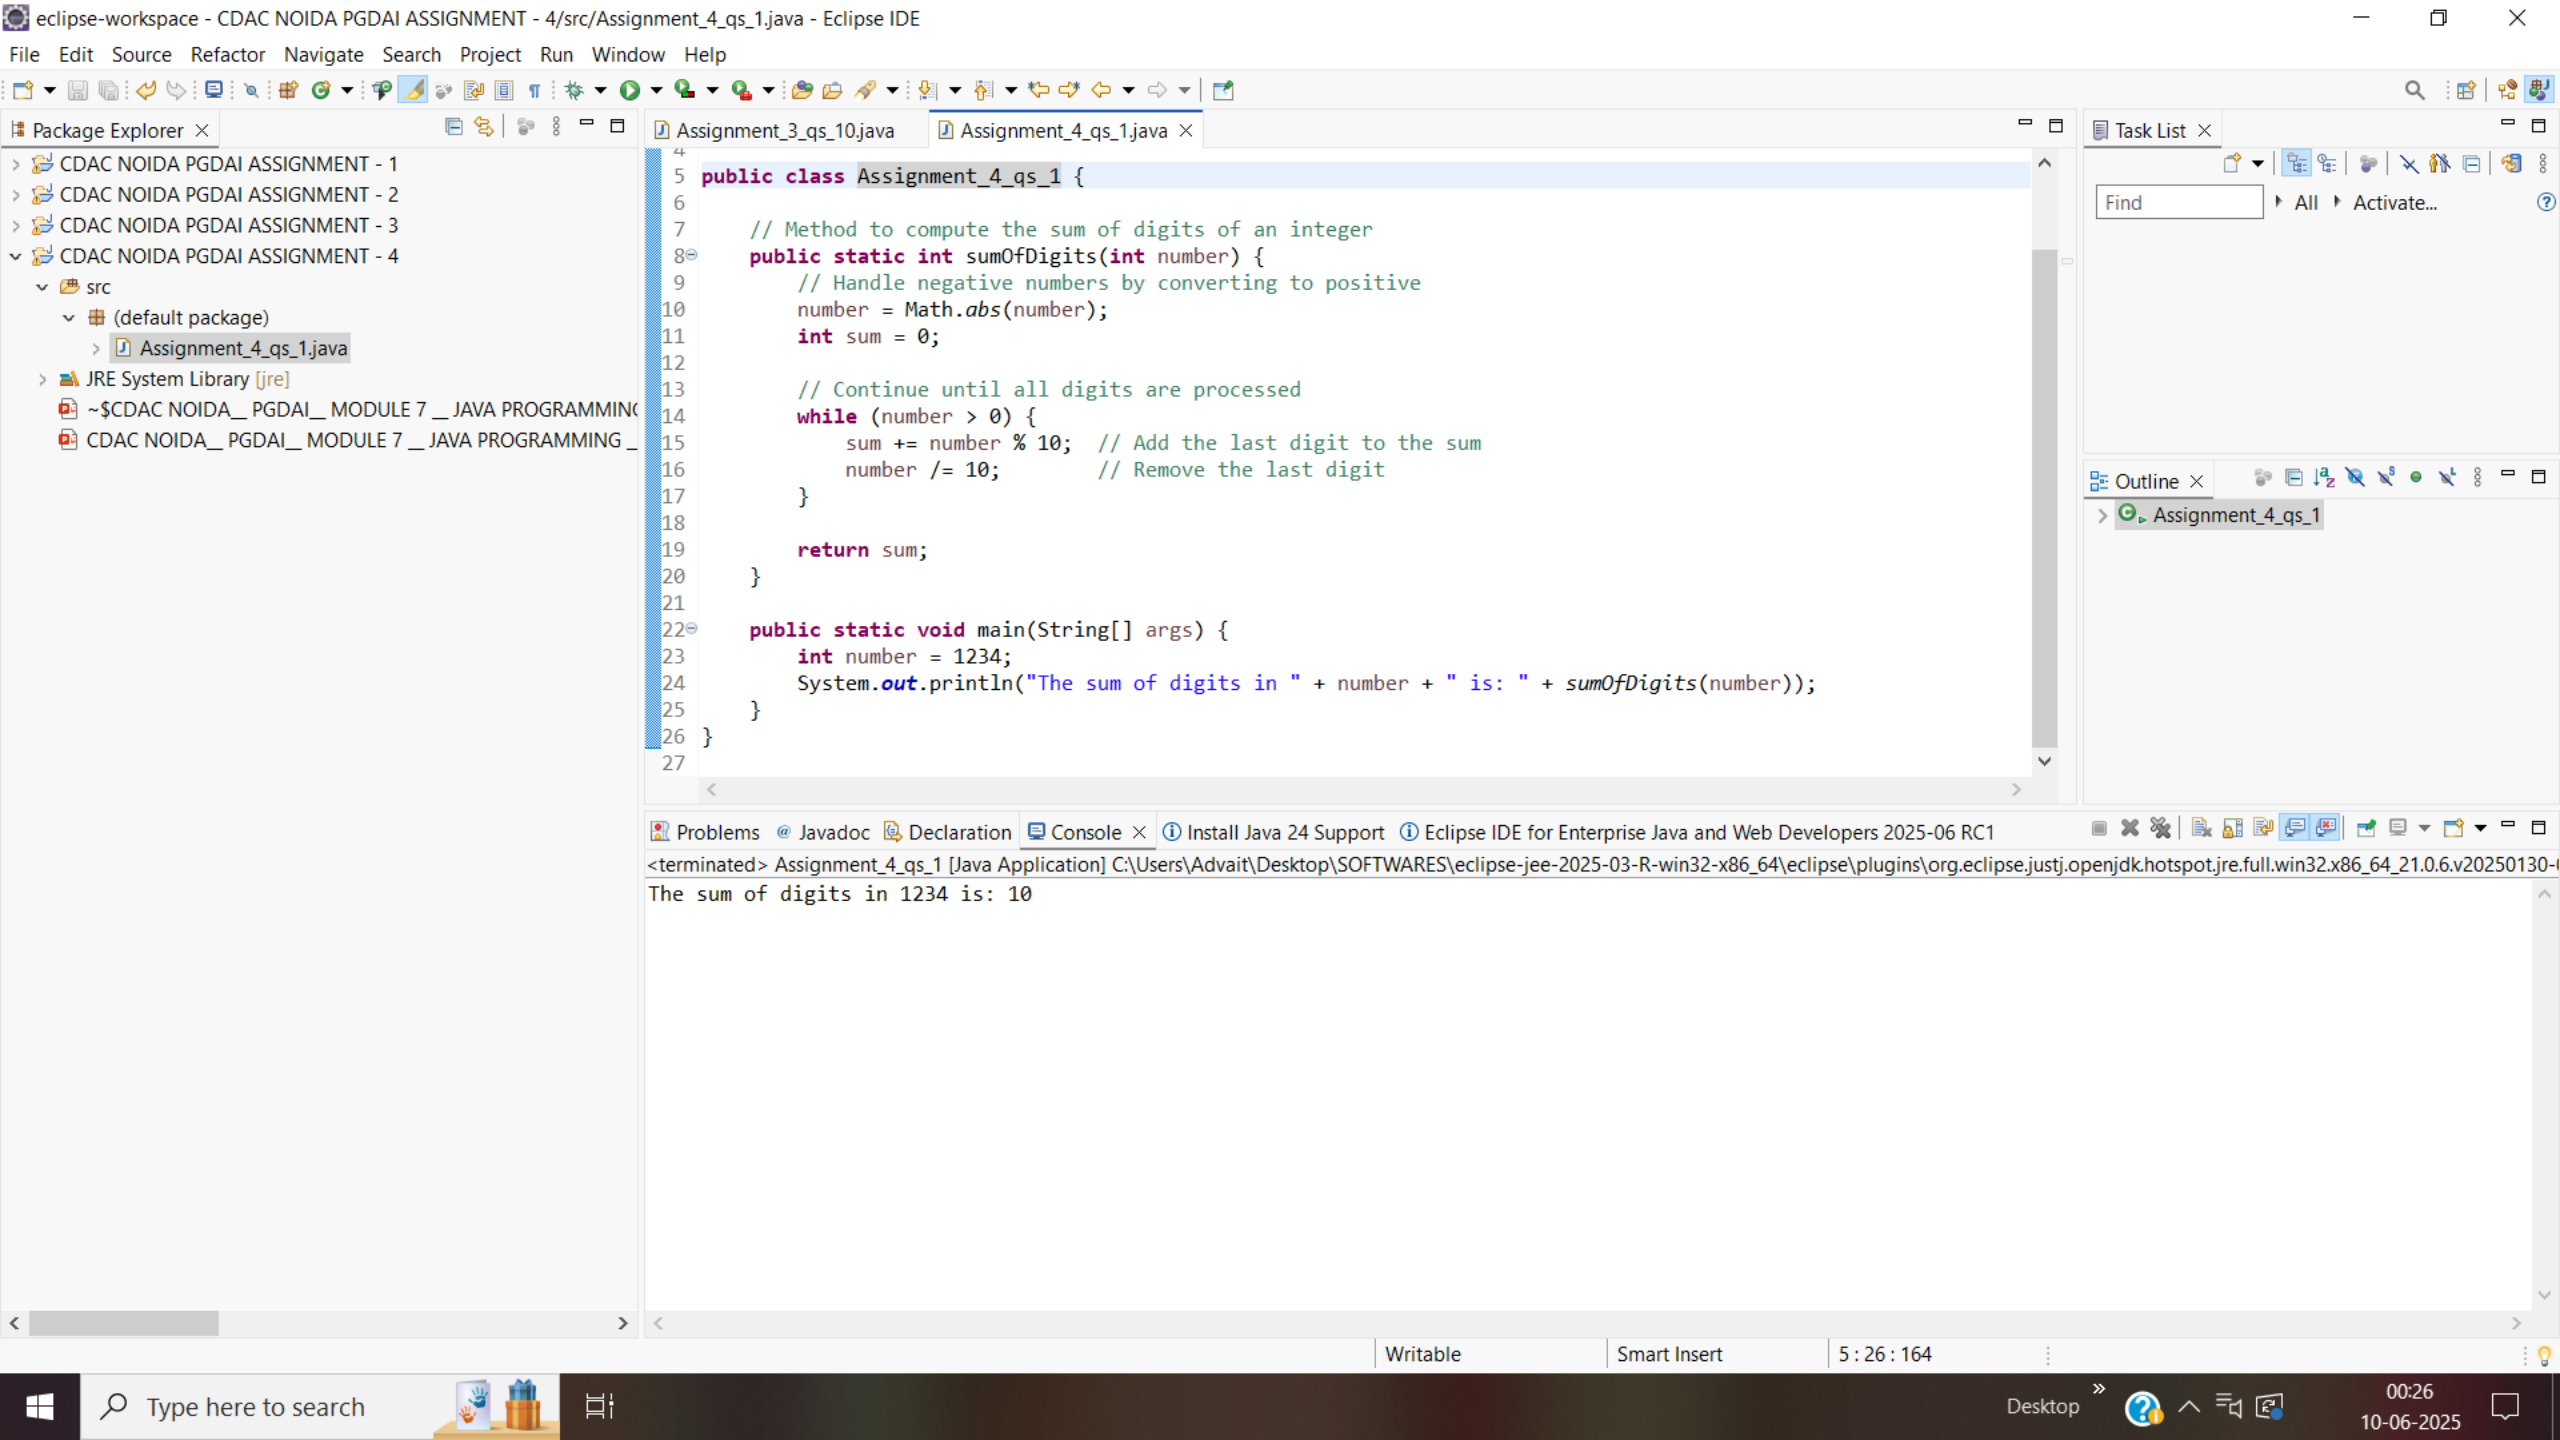 eclipse-workspace - CDAC NOIDA PGDAI ASSIGNMENT - 4/src/Assignment_4_qs_1.java - Eclipse IDE
File Edit Source Refactor Navigate Search Project Run Window Help
Package Explorer
CDAC NOIDA PGDAI ASSIGNMENT - 1
CDAC NOIDA PGDAI ASSIGNMENT - 2
CDAC NOIDA PGDAI ASSIGNMENT - 3
CDAC NOIDA PGDAI ASSIGNMENT - 4
src
(default package)
Assignment_4_qs_1.java
JRE System Library [jre]
~$CDAC NOIDA__ PGDAI__ MODULE 7 __ JAVA PROGRAMMING
CDAC NOIDA__ PGDAI__ MODULE 7 __ JAVA PROGRAMMING _
Assignment_3_qs_10.java Assignment_4_qs_1.java
4
5 public class Assignment_4_qs_1 {
6
7 // Method to compute the sum of digits of an integer
8 public static int sumOfDigits(int number) {
9 // Handle negative numbers by converting to positive
10 number = Math.abs(number);
11 int sum = 0;
12
13 // Continue until all digits are processed
14 while (number > 0) {
15 sum += number % 10; // Add the last digit to the sum
16 number /= 10; // Remove the last digit
17 }
18
19 return sum;
20 }
21
22 public static void main(String[] args) {
23 int number = 1234;
24 System.out.println("The sum of digits in " + number + " is: " + sumOfDigits(number));
25 }
26 }
27
Task List
Find All Activate...
Outline
Assignment_4_qs_1
Problems Javadoc Declaration Console Install Java 24 Support Eclipse IDE for Enterprise Java and Web Developers 2025-06 RC1
<terminated> Assignment_4_qs_1 [Java Application] C:\Users\Advait\Desktop\SOFTWARES\eclipse-jee-2025-03-R-win32-x86_64\eclipse\plugins\org.eclipse.justj.openjdk.hotspot.jre.full.win32.x86_64_21.0.6.v20250130-
The sum of digits in 1234 is: 10
Writable Smart Insert 5 : 26 : 164
Type here to search
Desktop
00:26
10-06-2025